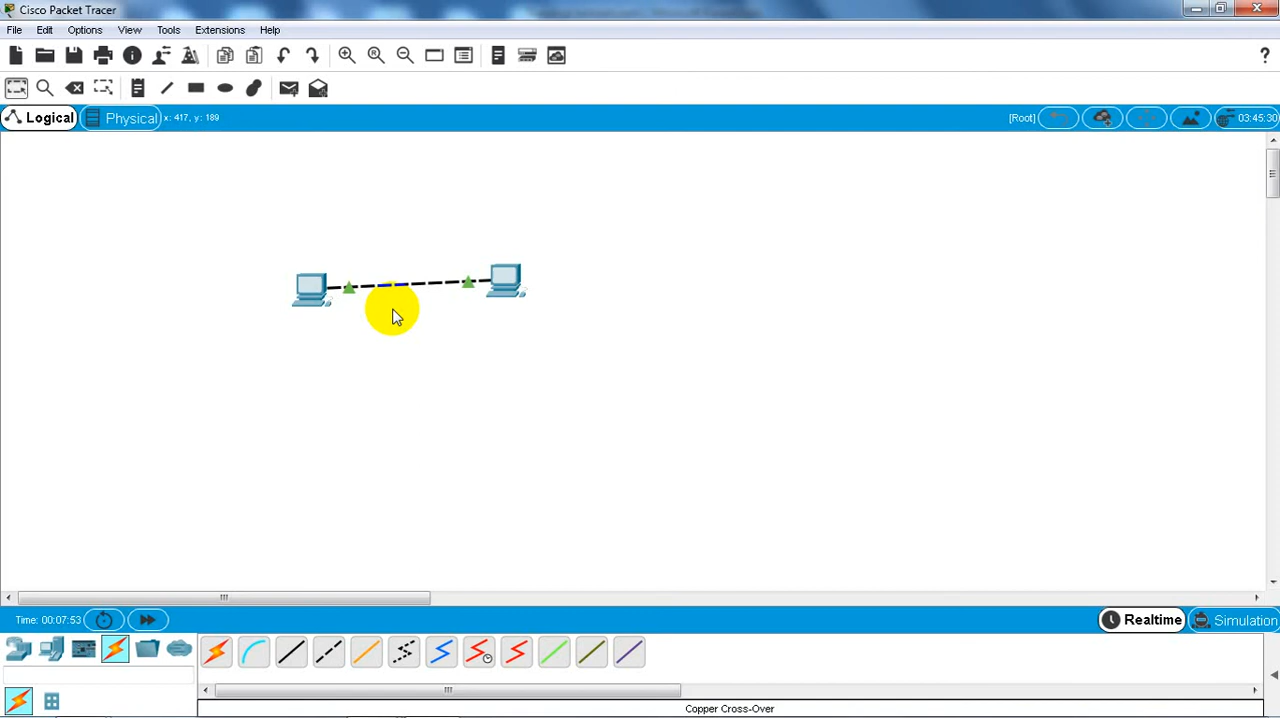 Cisco Packet Tracer
File Edit Options View Tools Extensions Help
Logical Physical x: 417, y: 189 [Root] 03:45:30
Time: 00:07:53 Realtime Simulation
Copper Cross-Over